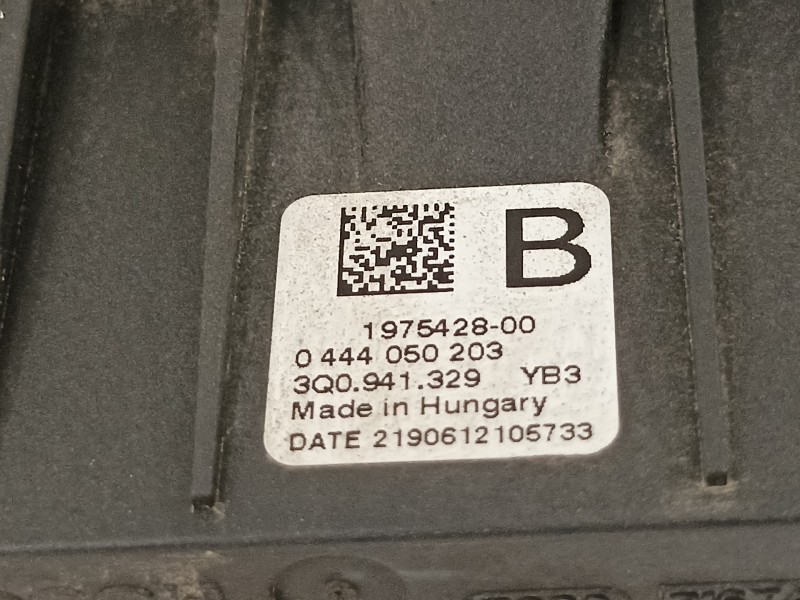 B
1975428-00
0 444 050 203
3Q0.941.329 YB3
Made in Hungary
DATE 2190612105733